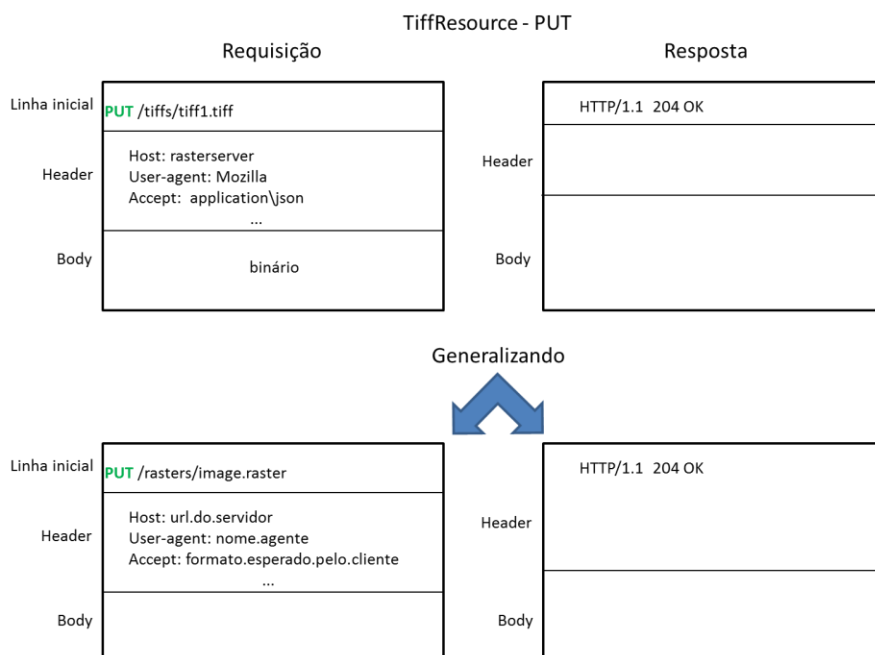 TiffResource - PUT
Requisição
Resposta
Linha inicial
PUT /tiffs/tiff1.tiff
HTTP/1.1  204 OK
Header
Host: rasterserver
User-agent: Mozilla
Accept:  application\json
...
Header
Body
binário
Body
Generalizando
Linha inicial
PUT /rasters/image.raster
HTTP/1.1  204 OK
Header
Host: url.do.servidor
User-agent: nome.agente
Accept: formato.esperado.pelo.cliente
...
Header
Body
Body